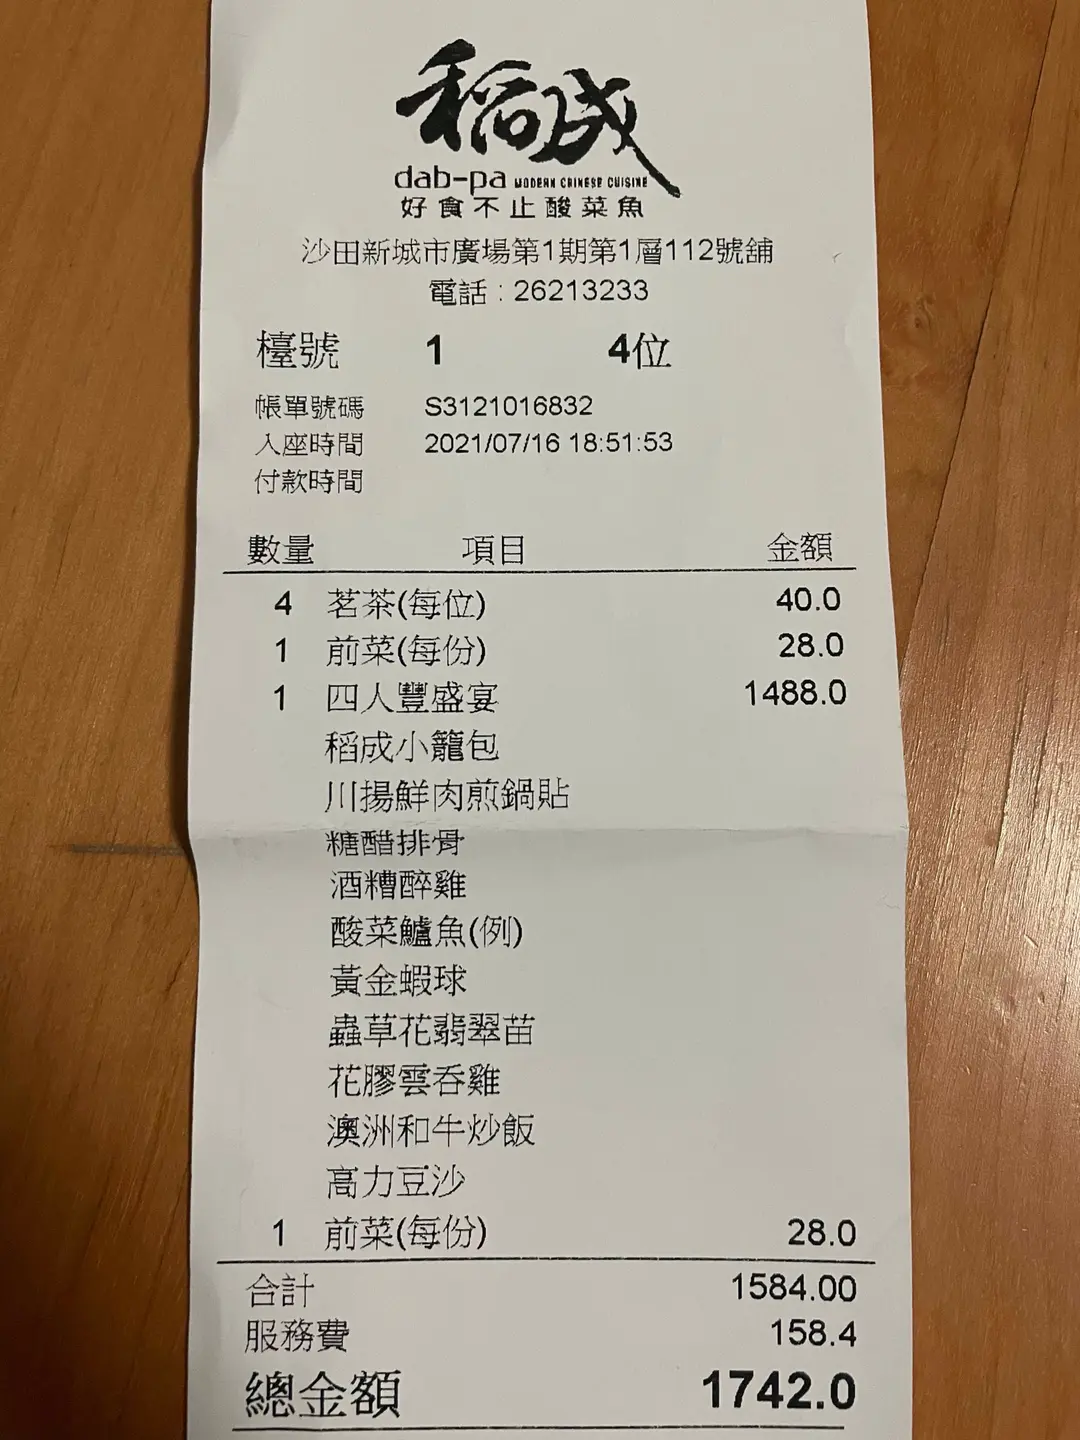 稻成
dab-pa MODERN CHINESE CUISINE
好食不止酸菜魚
沙田新城市廣場第1期第1層112號舖
電話 : 26213233
檯號 1 4位
帳單號碼 S3121016832
入座時間 2021/07/16 18:51:53
付款時間
數量 項目 金額
4 茗茶(每位) 40.0
1 前菜(每份) 28.0
1 四人豐盛宴 1488.0
稻成小籠包
川揚鮮肉煎鍋貼
糖醋排骨
酒糟醉雞
酸菜鱸魚(例)
黃金蝦球
蟲草花翡翠苗
花膠雲吞雞
澳洲和牛炒飯
高力豆沙
1 前菜(每份) 28.0
合計 1584.00
服務費 158.4
總金額 1742.0